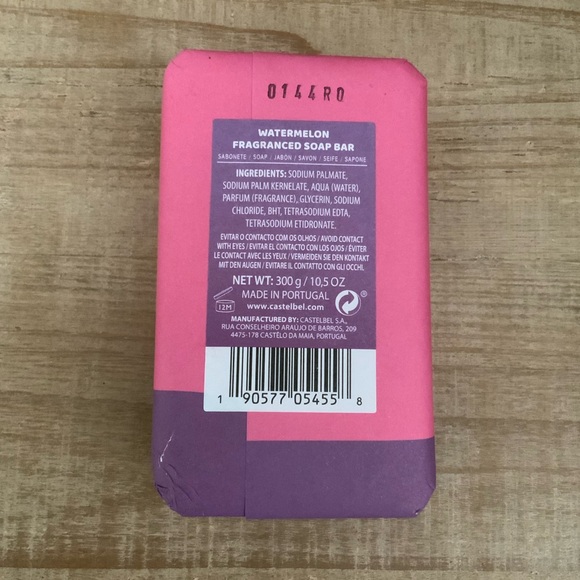 0144RO
WATERMELON
FRAGRANCED SOAP BAR
SABONETE / SOAP / JABÓN / SAVON / SEIFE / SAPONE
INGREDIENTS: SODIUM PALMATE,
SODIUM PALM KERNELATE, AQUA (WATER),
PARFUM (FRAGRANCE), GLYCERIN, SODIUM
CHLORIDE, BHT, TETRASODIUM EDTA,
TETRASODIUM ETIDRONATE.
EVITAR O CONTACTO COM OS OLHOS / AVOID CONTACT
WITH EYES / EVITAR EL CONTACTO CON LOS OJOS / ÉVITER
LE CONTACT AVEC LES YEUX / VERMEIDEN SIE DEN KONTAKT
MIT DEN AUGEN / EVITARE IL CONTATTO CON GLI OCCHI.
NET WT: 300 g / 10,5 OZ
MADE IN PORTUGAL
12M www.castelbel.com
MANUFACTURED BY: CASTELBEL S.A.,
RUA CONSELHEIRO ARAÚJO DE BARROS, 209
4475-178 CASTÊLO DA MAIA, PORTUGAL
1 90577 05455 8